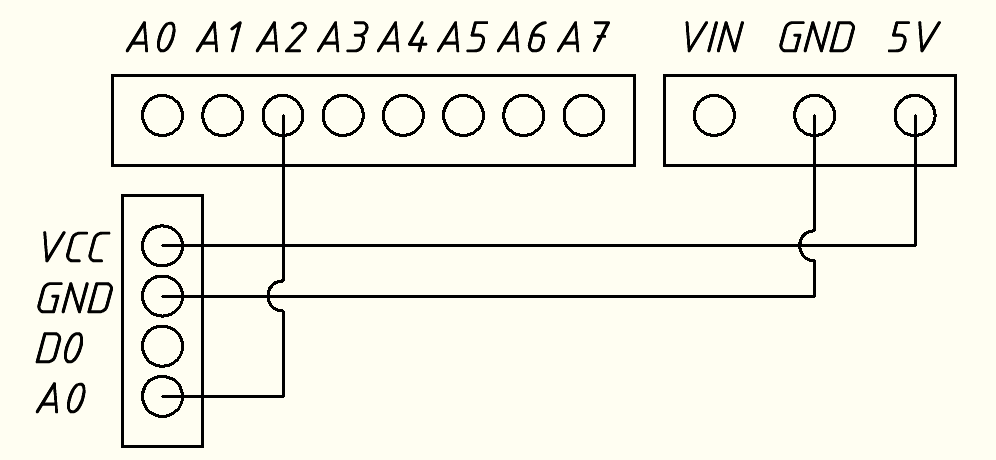 A0 A1 A2 A3 A4 A5 A6 A7 VIN GND 5V
VCC
GND
D0
A0